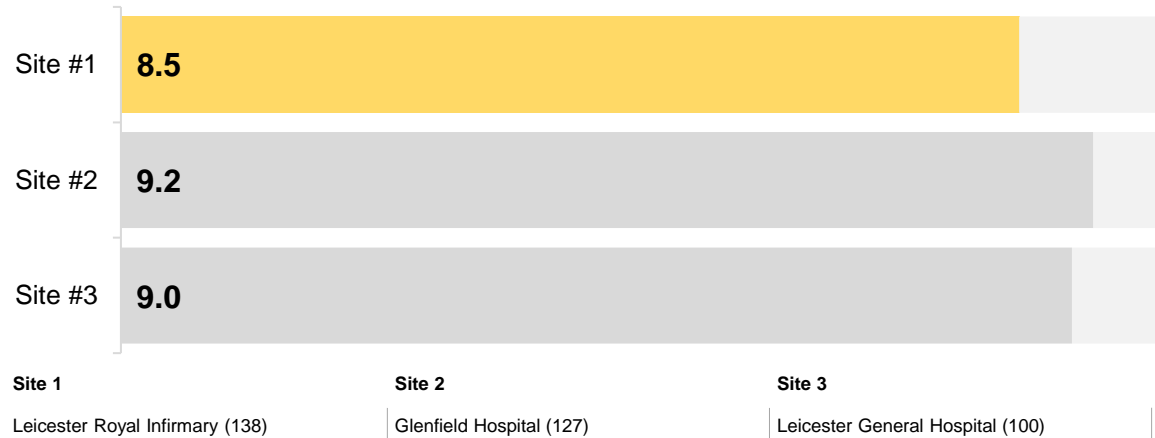 Site #1 8.5
Site #2 9.2
Site #3 9.0
Site 1 Site 2 Site 3
Leicester Royal Infirmary (138) Glenfield Hospital (127) Leicester General Hospital (100)